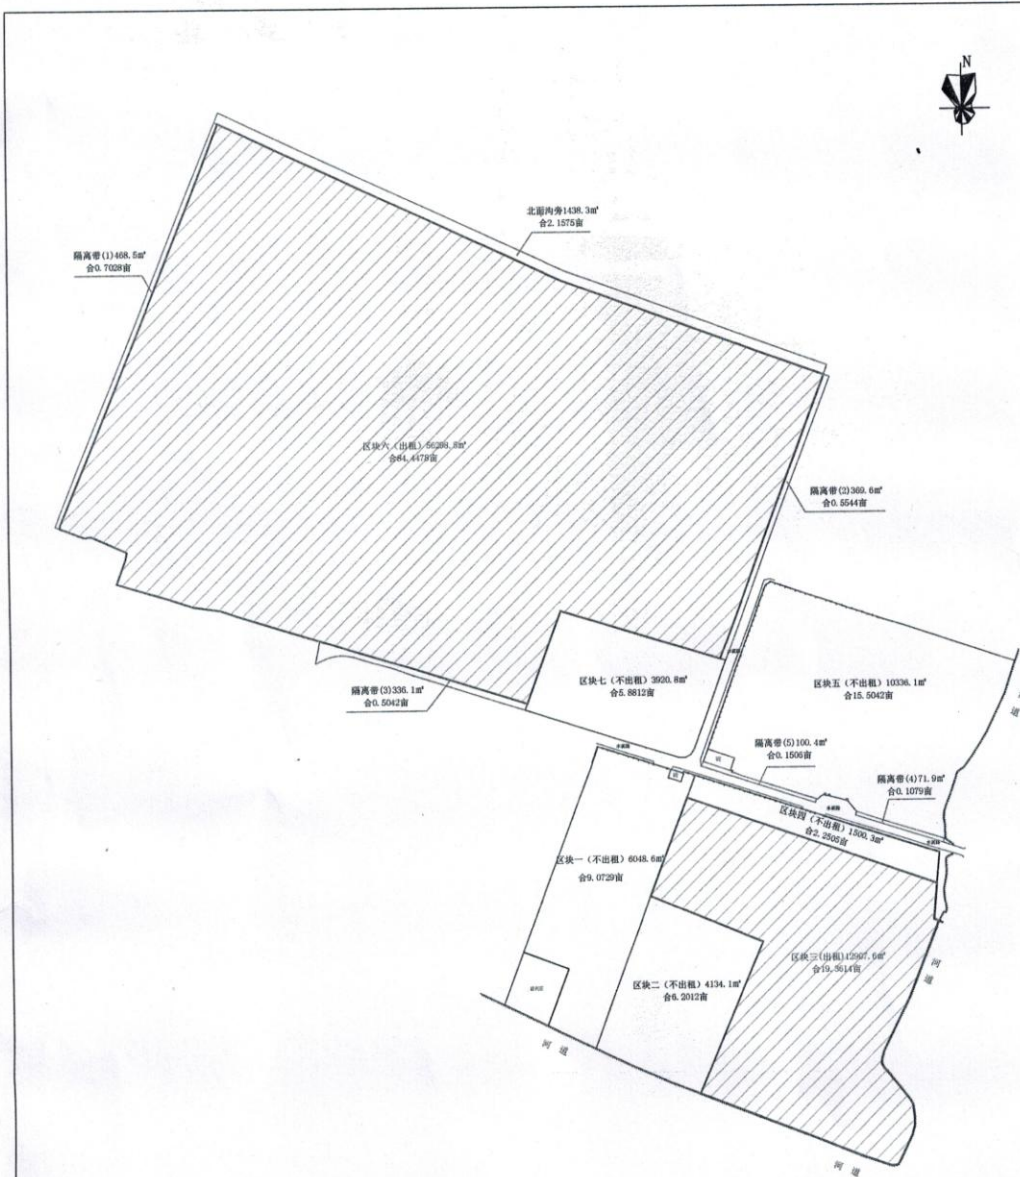 N
北面沟旁1438.3㎡
合2.1575亩
隔离带(1)468.5㎡
合0.7028亩
区块六（出租）56298.5㎡
合84.4478亩
隔离带(2)369.6㎡
合0.5544亩
区块七（不出租）3920.8㎡
合5.8812亩
区块五（不出租）10336.1㎡
合15.5042亩
隔离带(3)336.1㎡
合0.5042亩
道
隔离带(5)100.4㎡
合0.1506亩
隔离带(4)71.9㎡
合0.1079亩
区块四（不出租）1500.3㎡
合2.2505亩
区块一（不出租）6048.6㎡
合9.0729亩
区块三(出租)12907.6㎡
合19.3614亩
河道
区块二（不出租）4134.1㎡
合6.2012亩
河道
河道